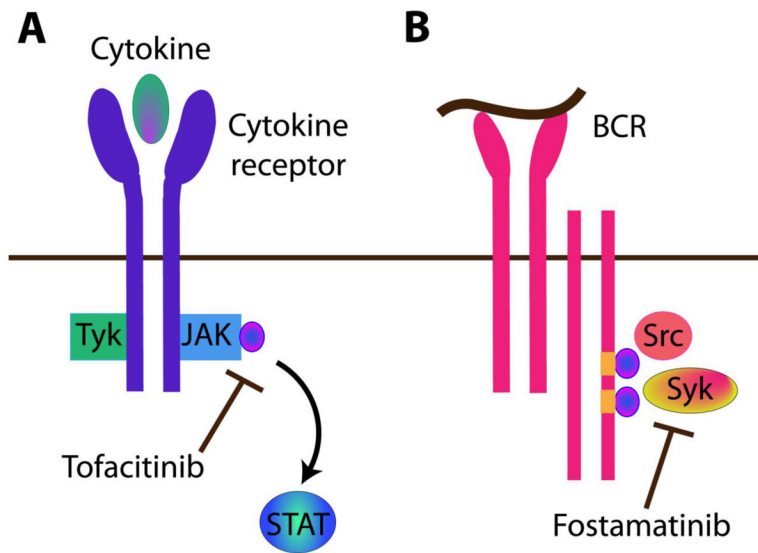 A
Cytokine
Cytokine
receptor
Tyk
JAK
Tofacitinib
STAT
B
BCR
Src
Syk
Fostamatinib